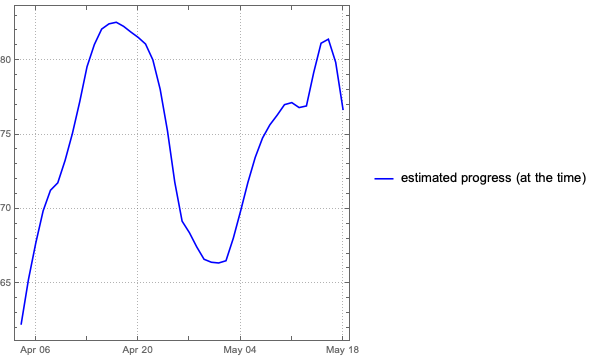 80
75
70
65
Apr 06
Apr 20
May 04
May 18
estimated progress (at the time)